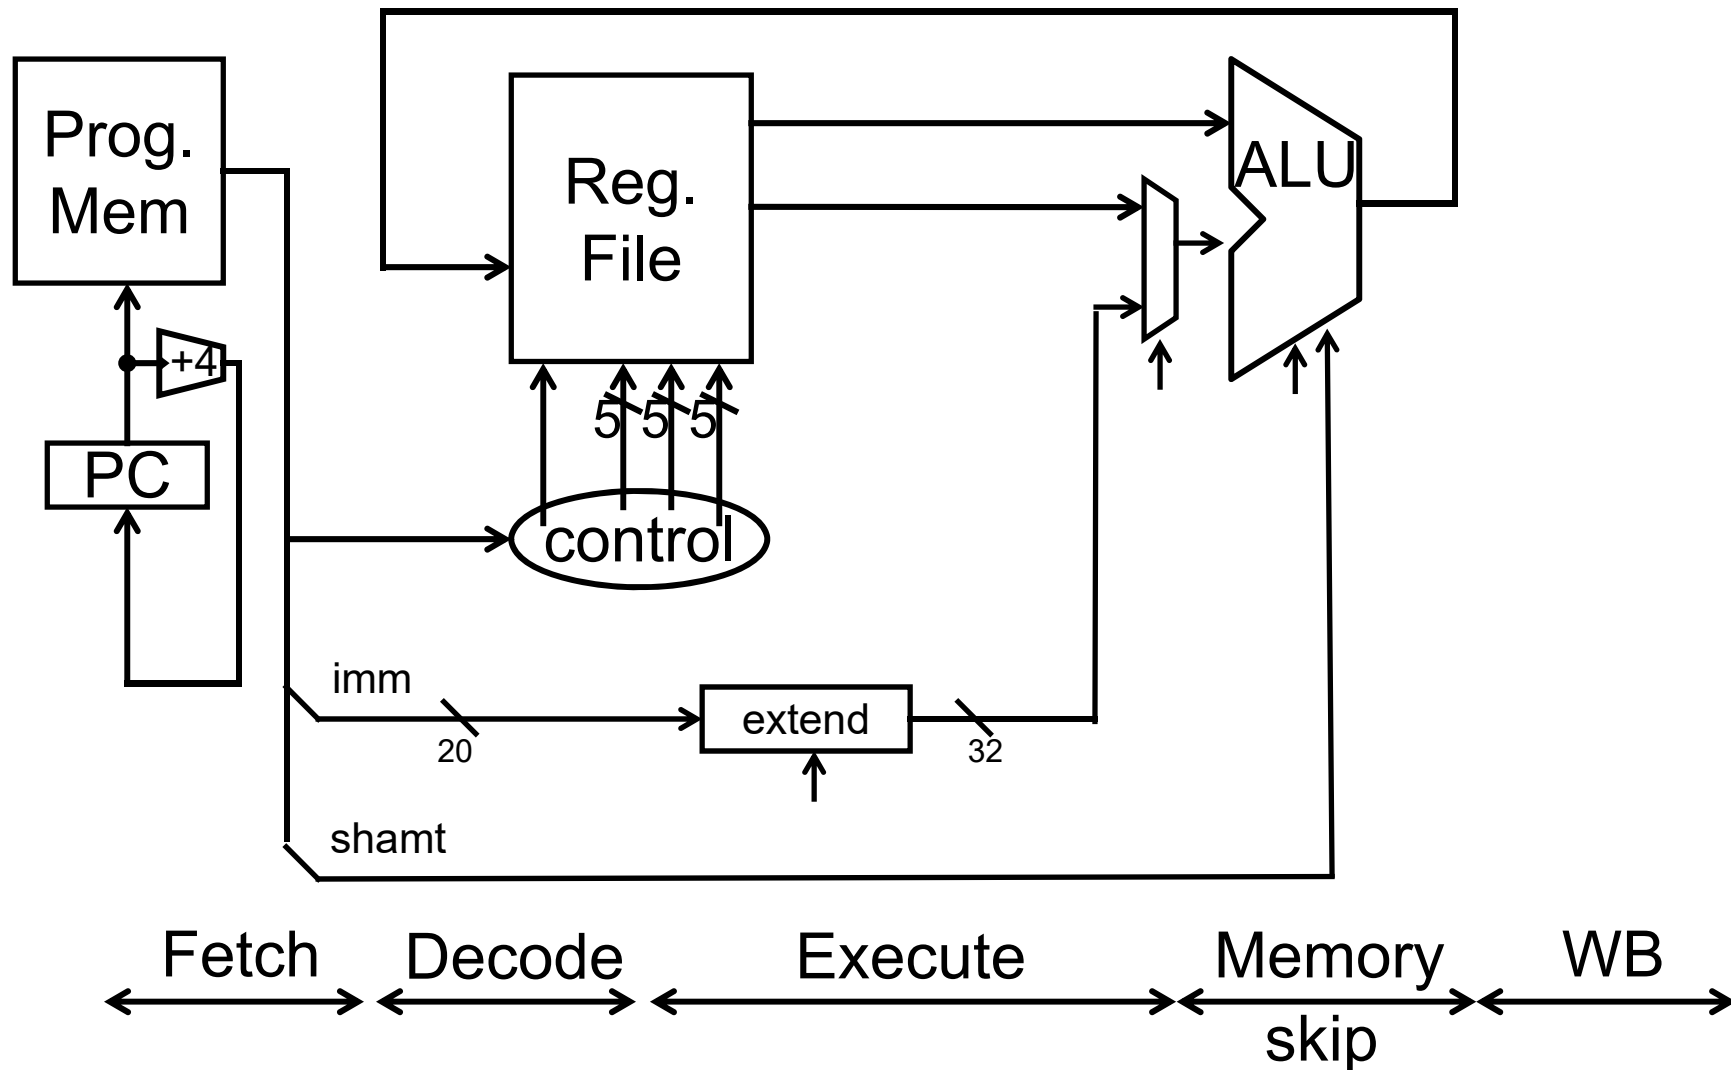 Prog.
Mem
Reg.
File
ALU
+4
5 5 5
PC
control
imm
20
extend
32
shamt
Fetch Decode Execute Memory WB
skip